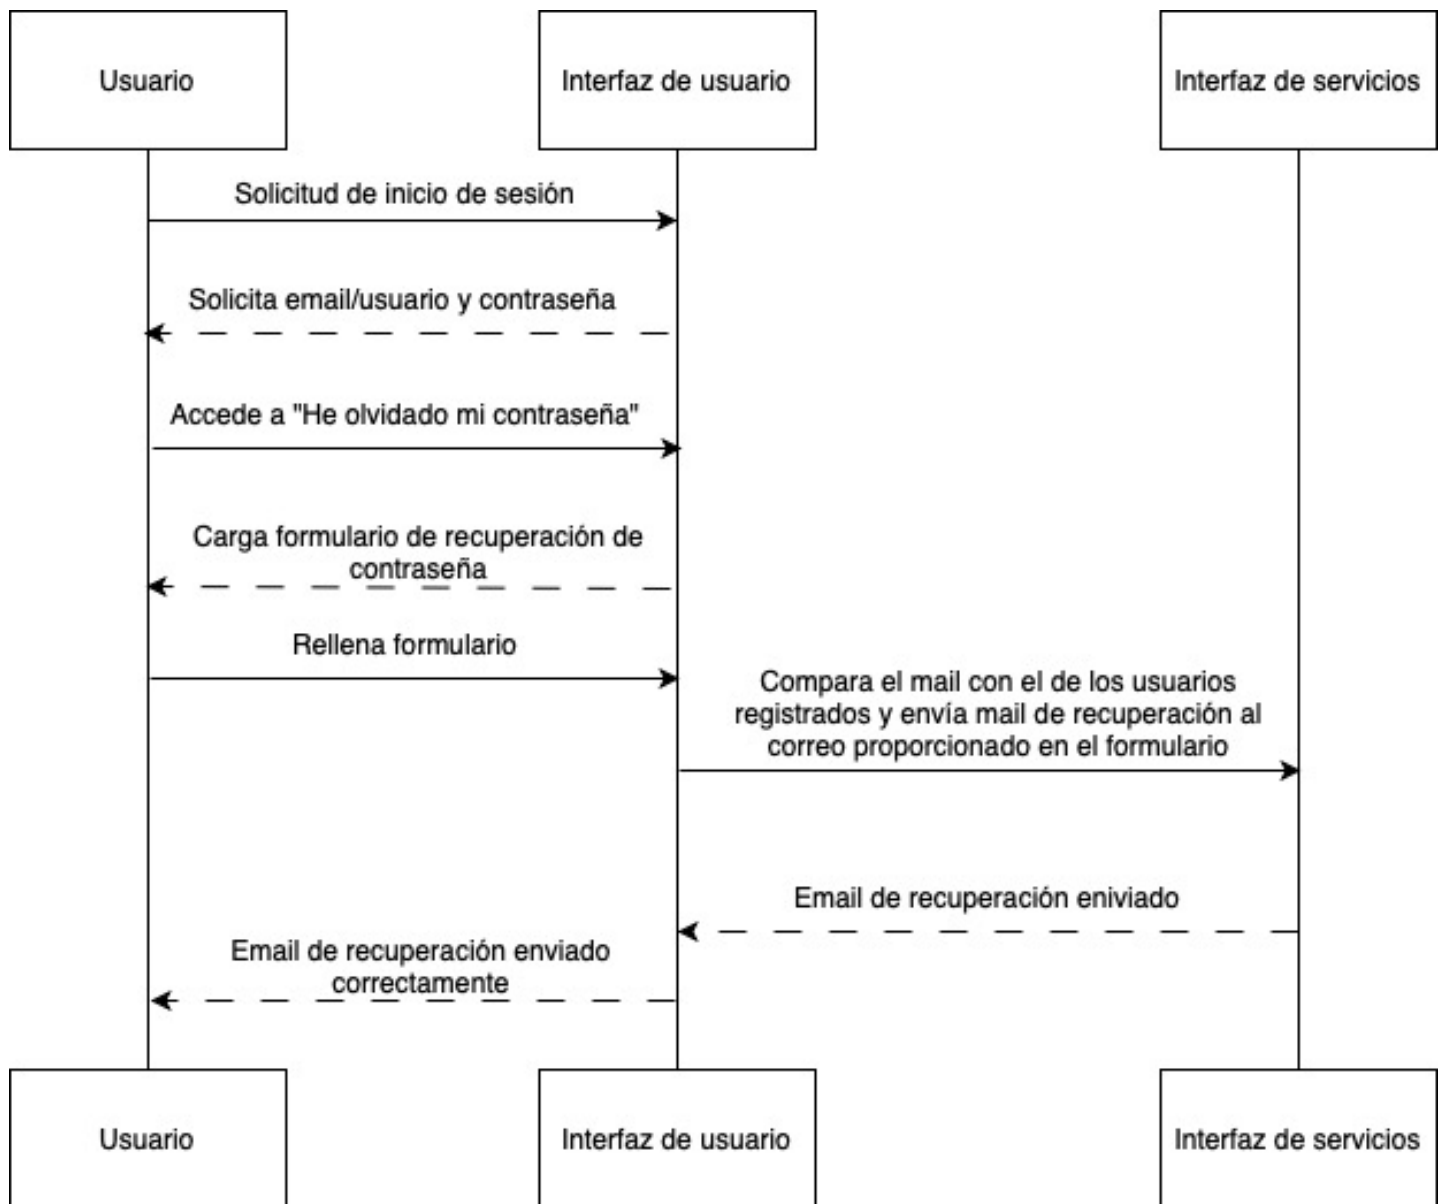 Usuario
Interfaz de usuario
Interfaz de servicios
Solicitud de inicio de sesión
Solicita email/usuario y contraseña
Accede a "He olvidado mi contraseña"
Carga formulario de recuperación de
contraseña
Rellena formulario
Compara el mail con el de los usuarios
registrados y envía mail de recuperación al
correo proporcionado en el formulario
Email de recuperación eniviado
Email de recuperación enviado
correctamente
Usuario
Interfaz de usuario
Interfaz de servicios